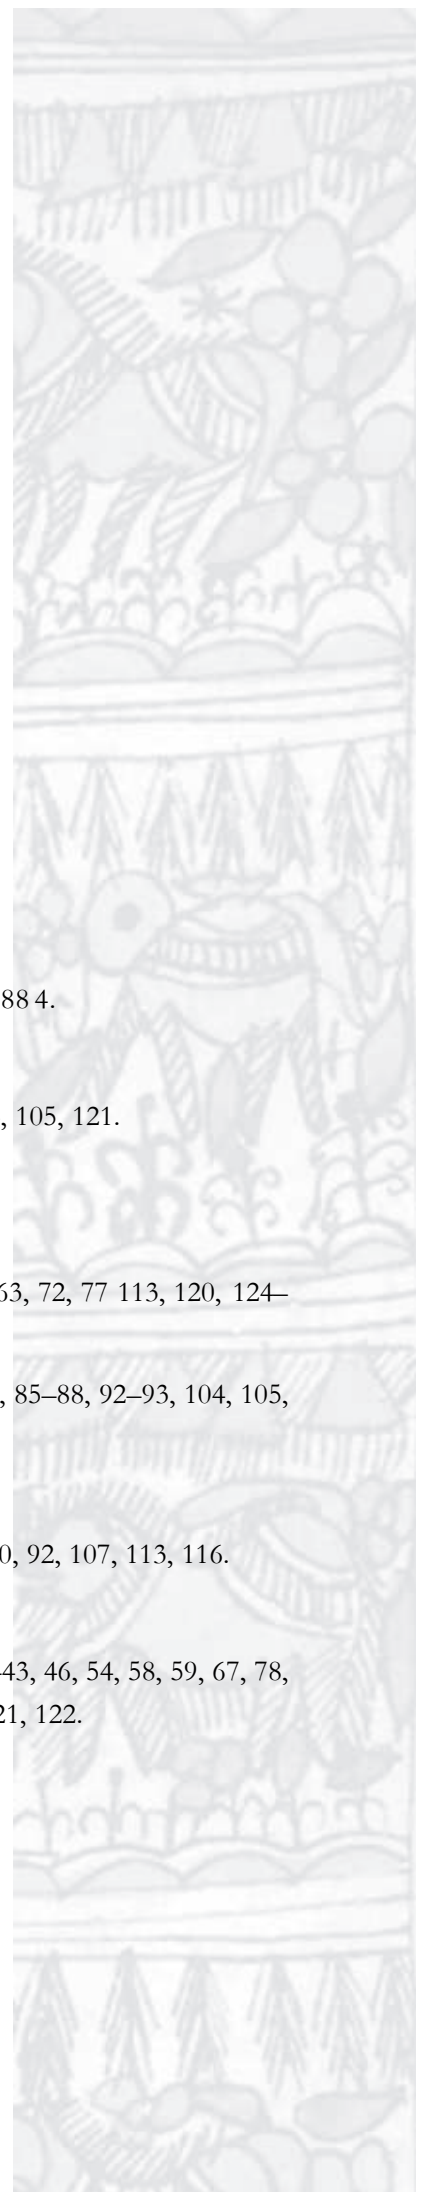 88 4.
, 105, 121.
63, 72, 77 113, 120, 124–
, 85–88, 92–93, 104, 105,
0, 92, 107, 113, 116.
43, 46, 54, 58, 59, 67, 78,
21, 122.